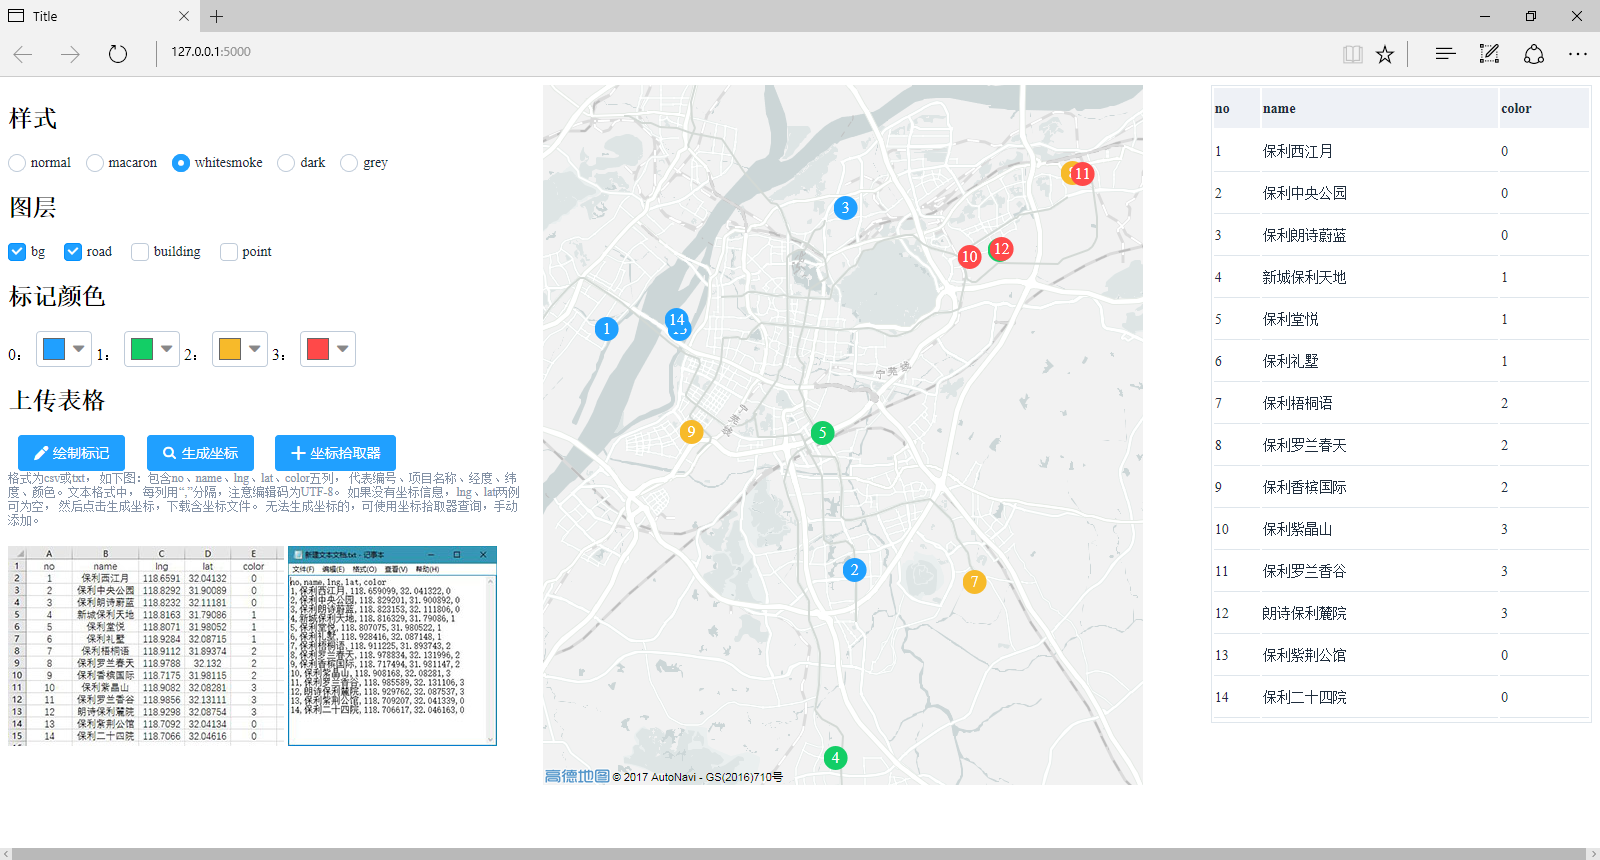 Title
127.0.0.1:5000
样式
normal macaron whitesmoke dark grey
图层
bg road building point
标记颜色
0： 1： 2： 3：
上传表格
绘制标记 生成坐标 坐标拾取器
格式为csv或txt，如下图：包含no、name、lng、lat、color五列， 代表编号、项目名称、经度、纬
度、颜色。文本格式中， 每列用“,”分隔，注意编辑码为UTF-8。如果没有坐标信息，lng、lat两例
可为空， 然后点击生成坐标，下载含坐标文件。 无法生成坐标的，可使用坐标拾取器查询，手动
添加。
A B C D E
1 no name lng lat color
2 1 保利西江月 118.6591 32.04132 0
3 2 保利中央公园 118.8292 31.90089 0
4 3 保利朗诗蔚蓝 118.8232 32.11181 0
5 4 新城保利天地 118.8163 31.79086 1
6 5 保利堂悦 118.8071 31.98052 1
7 6 保利礼墅 118.9284 32.08715 1
8 7 保利梧桐语 118.9112 31.89374 2
9 8 保利罗兰春天 118.9788 32.132 2
10 9 保利香槟国际 118.7175 31.98115 2
11 10 保利紫晶山 118.9082 32.08281 3
12 11 保利罗兰香谷 118.9856 32.13111 3
13 12 朗诗保利麓院 118.9298 32.08754 3
14 13 保利紫荆公馆 118.7092 32.04134 0
15 14 保利二十四院 118.7066 32.04616 0
新建文本文档.txt - 记事本
文件(F) 编辑(E) 格式(O) 查看(V) 帮助(H)
no,name,lng,lat,color
1,保利西江月,118.659099,32.041322,0
2,保利中央公园,118.829201,31.900892,0
3,保利朗诗蔚蓝,118.823153,32.111806,0
4,新城保利天地,118.816329,31.79086,1
5,保利堂悦,118.807075,31.980522,1
6,保利礼墅,118.928416,32.087148,1
7,保利梧桐语,118.911225,31.893743,2
8,保利罗兰春天,118.978834,32.131996,2
9,保利香槟国际,118.717494,31.981147,2
10,保利紫晶山,118.908168,32.08281,3
11,保利罗兰香谷,118.985589,32.131106,3
12,朗诗保利麓院,118.929762,32.087537,3
13,保利紫荆公馆,118.709207,32.041339,0
14,保利二十四院,118.706617,32.046163,0
11
3
12
10
14
1
宁芜线
宁芜线
9
5
2
7
4
高德地图 © 2017 AutoNavi - GS(2016)710号
no name color
1 保利西江月 0
2 保利中央公园 0
3 保利朗诗蔚蓝 0
4 新城保利天地 1
5 保利堂悦 1
6 保利礼墅 1
7 保利梧桐语 2
8 保利罗兰春天 2
9 保利香槟国际 2
10 保利紫晶山 3
11 保利罗兰香谷 3
12 朗诗保利麓院 3
13 保利紫荆公馆 0
14 保利二十四院 0